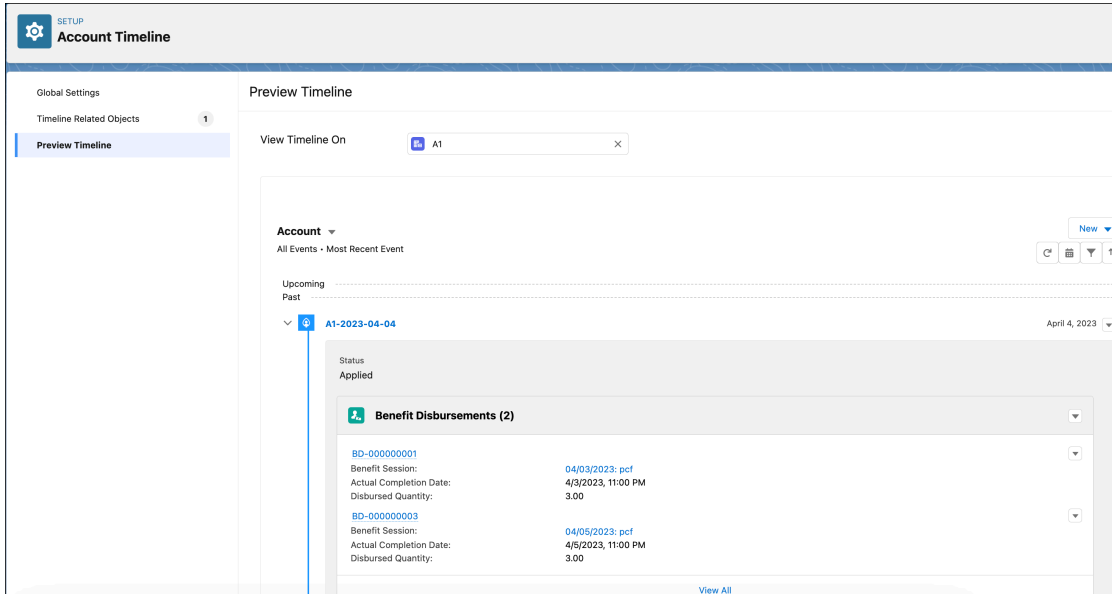 SETUP
Account Timeline
Global Settings
Timeline Related Objects 1
Preview Timeline
Preview Timeline
View Timeline On A1
Account
New
All Events • Most Recent Event
Upcoming
Past
A1-2023-04-04 April 4, 2023
Status
Applied
Benefit Disbursements (2)
BD-000000001
Benefit Session: 04/03/2023: pcf
Actual Completion Date: 4/3/2023, 11:00 PM
Disbursed Quantity: 3.00
BD-000000003
Benefit Session: 04/05/2023: pcf
Actual Completion Date: 4/5/2023, 11:00 PM
Disbursed Quantity: 3.00
View All